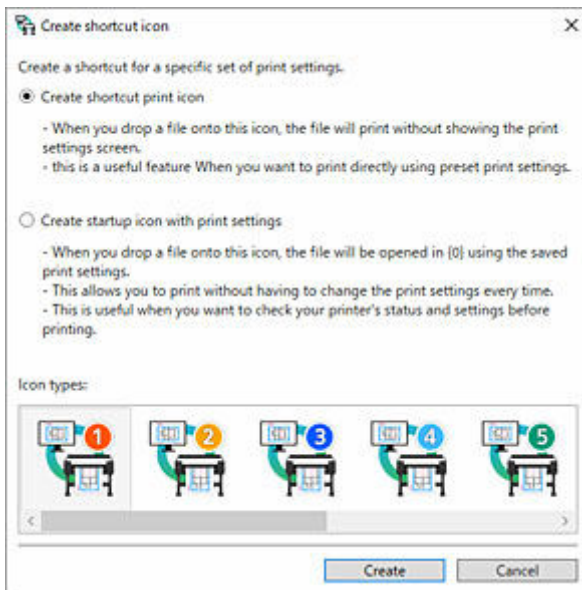 Create shortcut icon
Create a shortcut for a specific set of print settings.
Create shortcut print icon
- When you drop a file onto this icon, the file will print without showing the print
settings screen.
- this is a useful feature When you want to print directly using preset print settings.
Create startup icon with print settings
- When you drop a file onto this icon, the file will be opened in {0} using the saved
print settings.
- This allows you to print without having to change the print settings every time.
- This is useful when you want to check your printer's status and settings before
printing.
Icon types:
1 2 3 4 5
Create Cancel